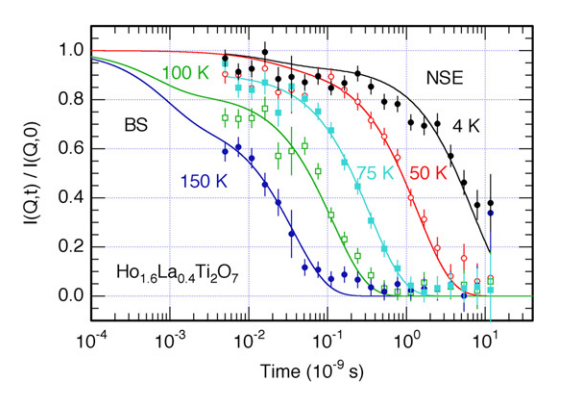 I(Q,t) / I(Q,0)
1.0
0.8
0.6
0.4
0.2
0.0
100 K
NSE
BS
4 K
150 K
75 K
50 K
Ho1.6La0.4Ti2O7
10-4
10-3
10-2
10-1
100
101
Time (10-9 s)